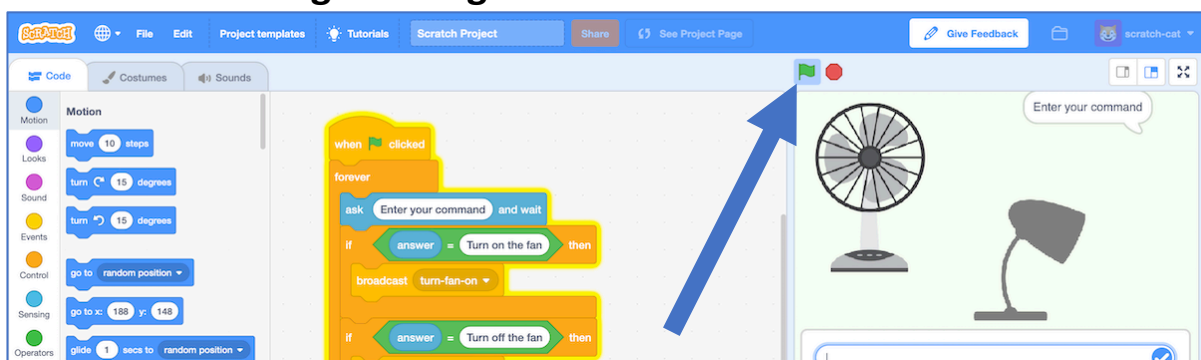 SCRATCH File Edit Project templates Tutorials Scratch Project Share See Project Page Give Feedback scratch-cat
Code Costumes Sounds
Motion
Looks
Sound
Events
Control
Sensing
Operators
Motion
move 10 steps
turn 15 degrees
turn 15 degrees
go to random position
go to x: 188 y: 148
glide 1 secs to random position
when clicked
forever
ask Enter your command and wait
if answer = Turn on the fan then
broadcast turn-fan-on
if answer = Turn off the fan then
Enter your command